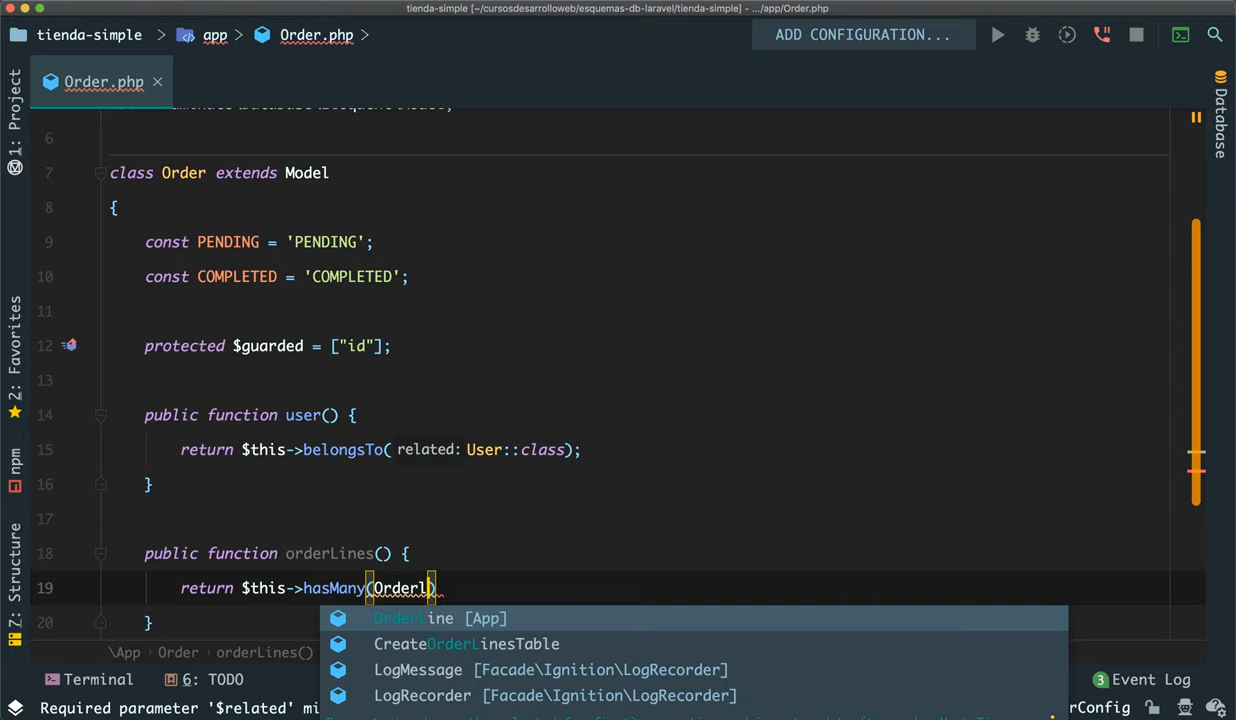 tienda-simple [~/cursosdesarrolloweb/esquemas-db-laravel/tienda-simple] - .../app/Order.php
tienda-simple > app > Order.php >
ADD CONFIGURATION...
Order.php ×
1: Project
2: Favorites
npm
7: Structure
Database
6
7 class Order extends Model
8 {
9 const PENDING = 'PENDING';
10 const COMPLETED = 'COMPLETED';
11
12 protected $guarded = ["id"];
13
14 public function user() {
15 return $this->belongsTo( related: User::class);
16 }
17
18 public function orderLines() {
19 return $this->hasMany(Orderl)
20 }
OrderLine [App]
CreateOrderLinesTable
LogMessage [Facade\Ignition\LogRecorder]
LogRecorder [Facade\Ignition\LogRecorder]
\App > Order > orderLines()
Terminal 6: TODO 3 Event Log
Required parameter '$related' mi
rConfig